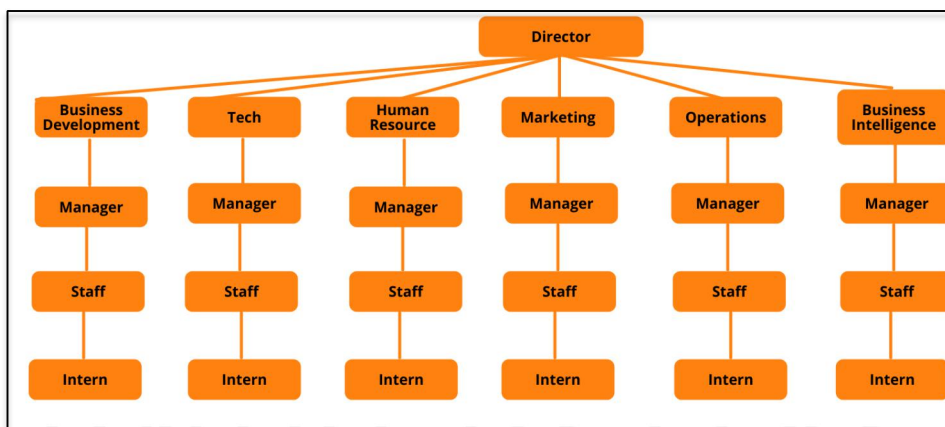 Director
Business
Development
Tech
Human
Resource
Marketing
Operations
Business
Intelligence
Manager
Manager
Manager
Manager
Manager
Manager
Staff
Staff
Staff
Staff
Staff
Staff
Intern
Intern
Intern
Intern
Intern
Intern